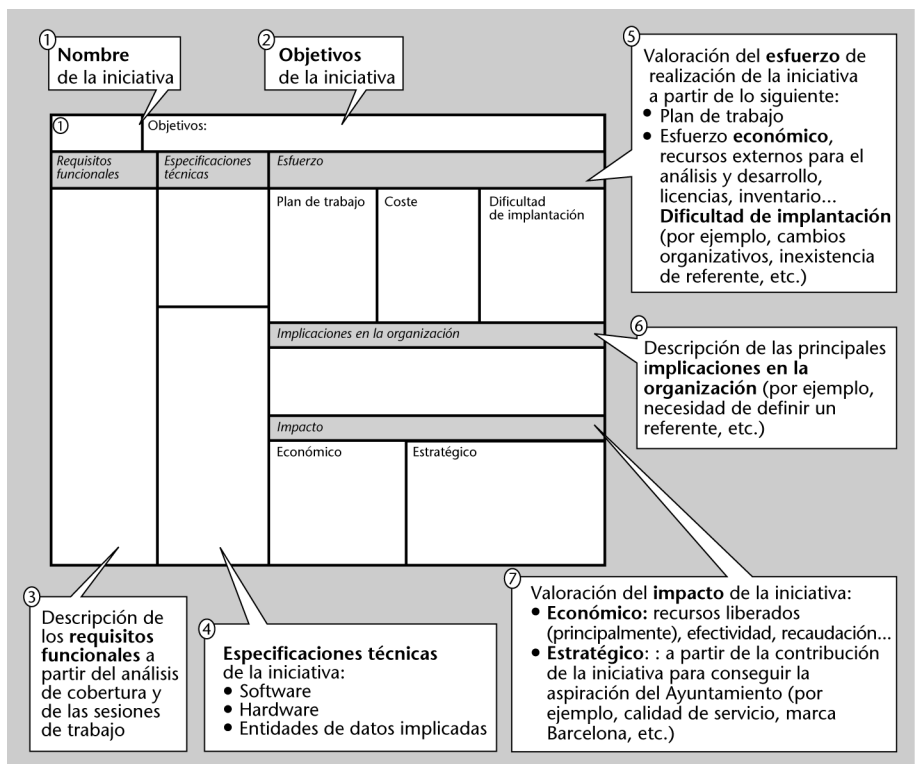 1
Nombre
de la iniciativa
2
Objetivos
de la iniciativa
5
Valoración del esfuerzo de
realización de la iniciativa
a partir de lo siguiente:
• Plan de trabajo
• Esfuerzo económico,
recursos externos para el
análisis y desarrollo,
licencias, inventario...
Dificultad de implantación
(por ejemplo, cambios
organizativos, inexistencia
de referente, etc.)
1
Objetivos:
Requisitos
funcionales
Especificaciones
técnicas
Esfuerzo
Plan de trabajo
Coste
Dificultad
de implantación
Implicaciones en la organización
6
Descripción de las principales
implicaciones en la
organización (por ejemplo,
necesidad de definir un
referente, etc.)
Impacto
Económico
Estratégico
3
Descripción de
los requisitos
funcionales a
partir del análisis
de cobertura y
de las sesiones
de trabajo
4
Especificaciones técnicas
de la iniciativa:
• Software
• Hardware
• Entidades de datos implicadas
7
Valoración del impacto de la iniciativa:
• Económico: recursos liberados
(principalmente), efectividad, recaudación...
• Estratégico: : a partir de la contribución
de la iniciativa para conseguir la
aspiración del Ayuntamiento (por
ejemplo, calidad de servicio, marca
Barcelona, etc.)